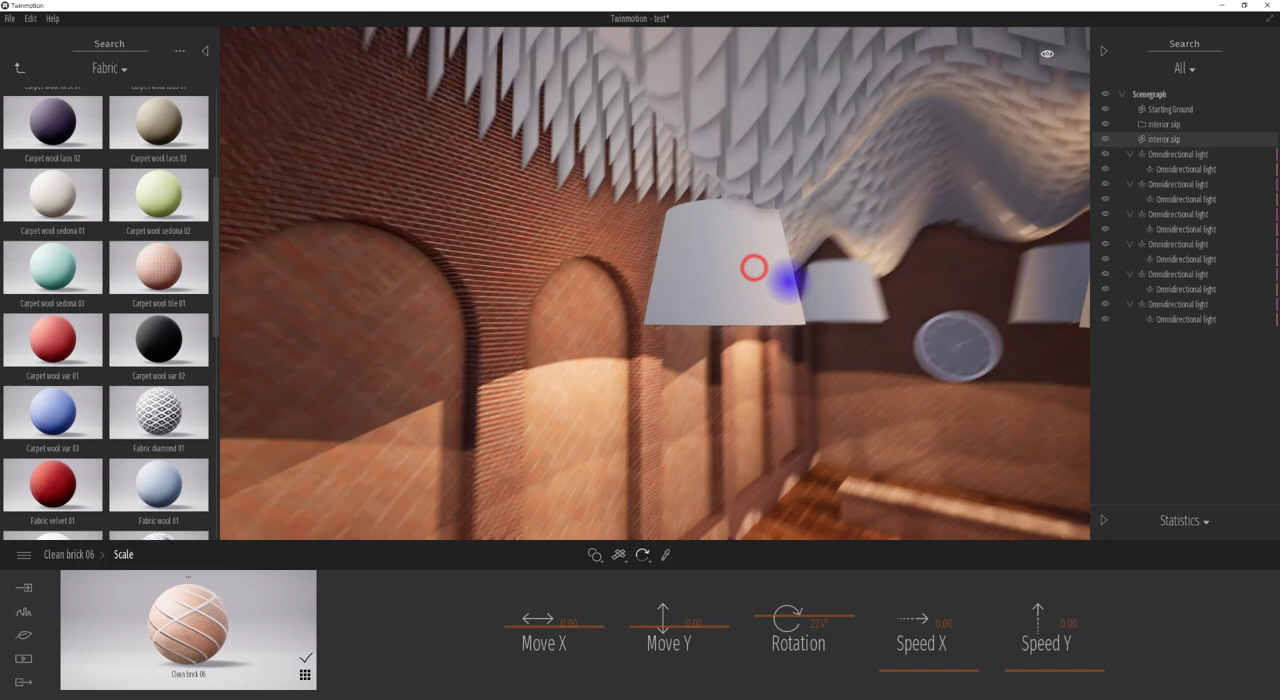 Twinmotion
File Edit Help
Twinmotion - test*
Search
...
Fabric
Carpet wool laos 02
Carpet wool laos 03
Carpet wool sedona 01
Carpet wool sedona 02
Carpet wool sedona 03
Carpet wool tile 01
Carpet wool var 01
Carpet wool var 02
Carpet wool var 03
Fabric diamond 01
Fabric velvet 01
Fabric wool 01
Search
All
Scenegraph
Starting Ground
interior.skp
interior.skp
Omnidirectional light
Omnidirectional light
Omnidirectional light
Omnidirectional light
Omnidirectional light
Omnidirectional light
Omnidirectional light
Omnidirectional light
Omnidirectional light
Omnidirectional light
Omnidirectional light
Omnidirectional light
Statistics
Clean brick 06 > Scale
...
Clean brick 06
0.00
Move X
0.00
Move Y
224°
Rotation
0.00
Speed X
0.00
Speed Y